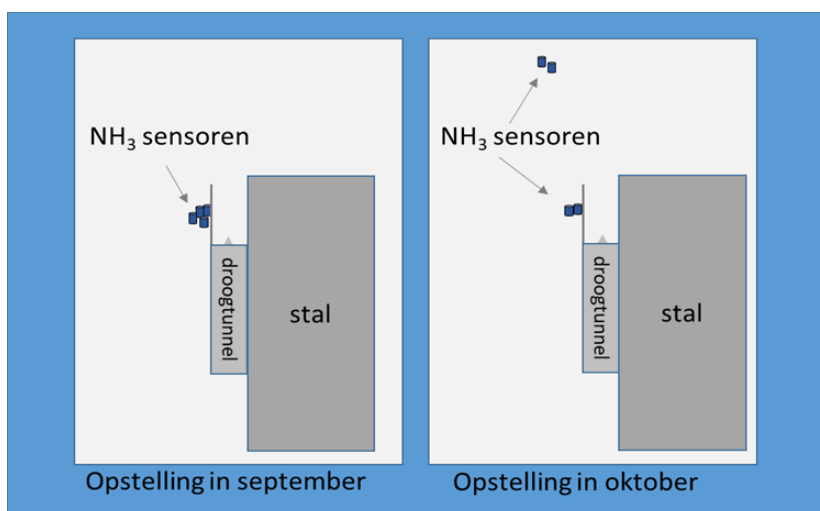 NH₃ sensoren
droogtunnel
stal
Opstelling in september
NH₃ sensoren
droogtunnel
stal
Opstelling in oktober